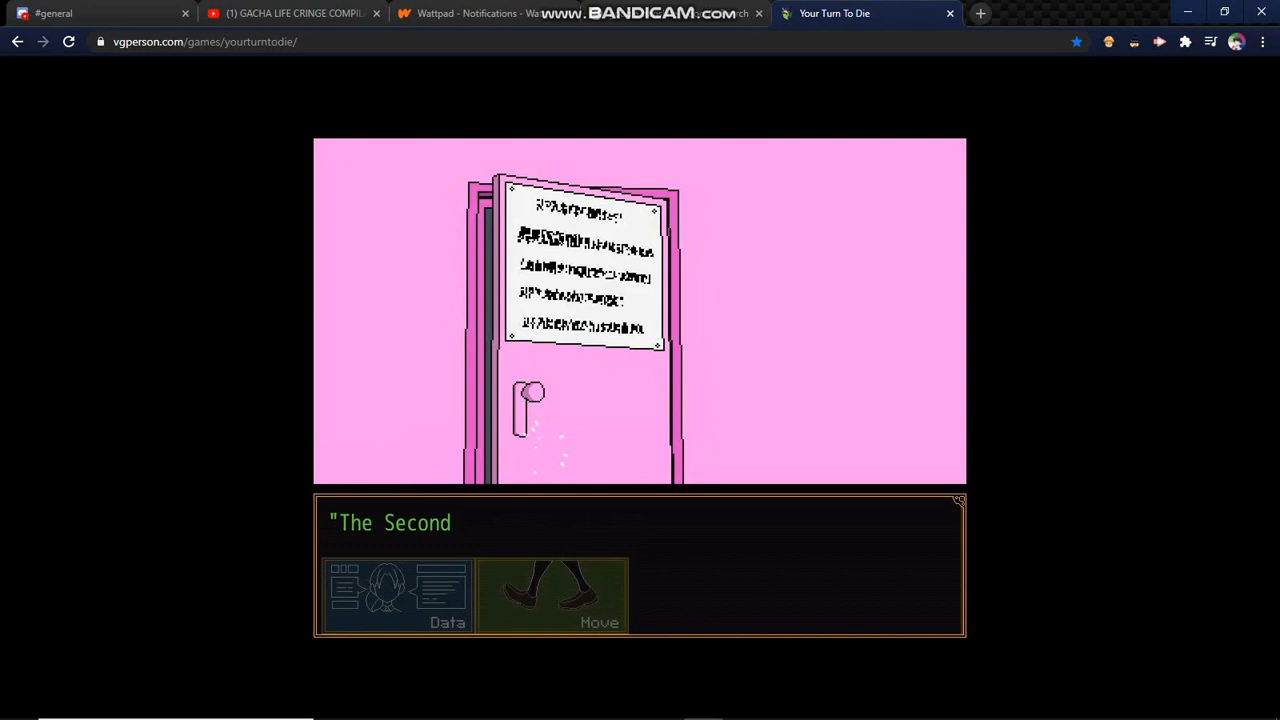 #general
(1) GACHA LIFE CRINGE COMPIL
Wattpad - Notifications - Wa
www.BANDICAM.com
Your Turn To Die
vgperson.com/games/yourturntodie/
"The Second
Data
Move